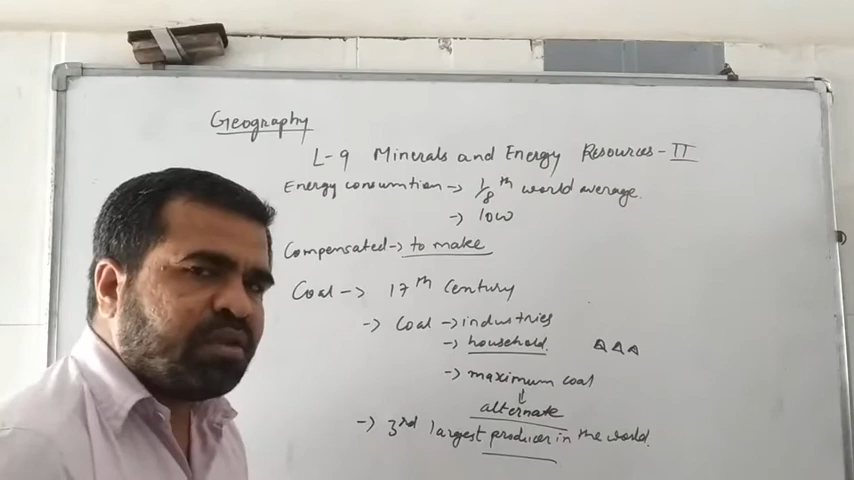 Geography
L-9 Minerals and Energy Resources-II
Energy consumtion -> 1/8th world average.
-> low
Compensated -> to make
Coal -> 17th Century
-> Coal -> industries
-> household.
-> maximum coal
↓
alternate
-> 3rd largest producer in the world.